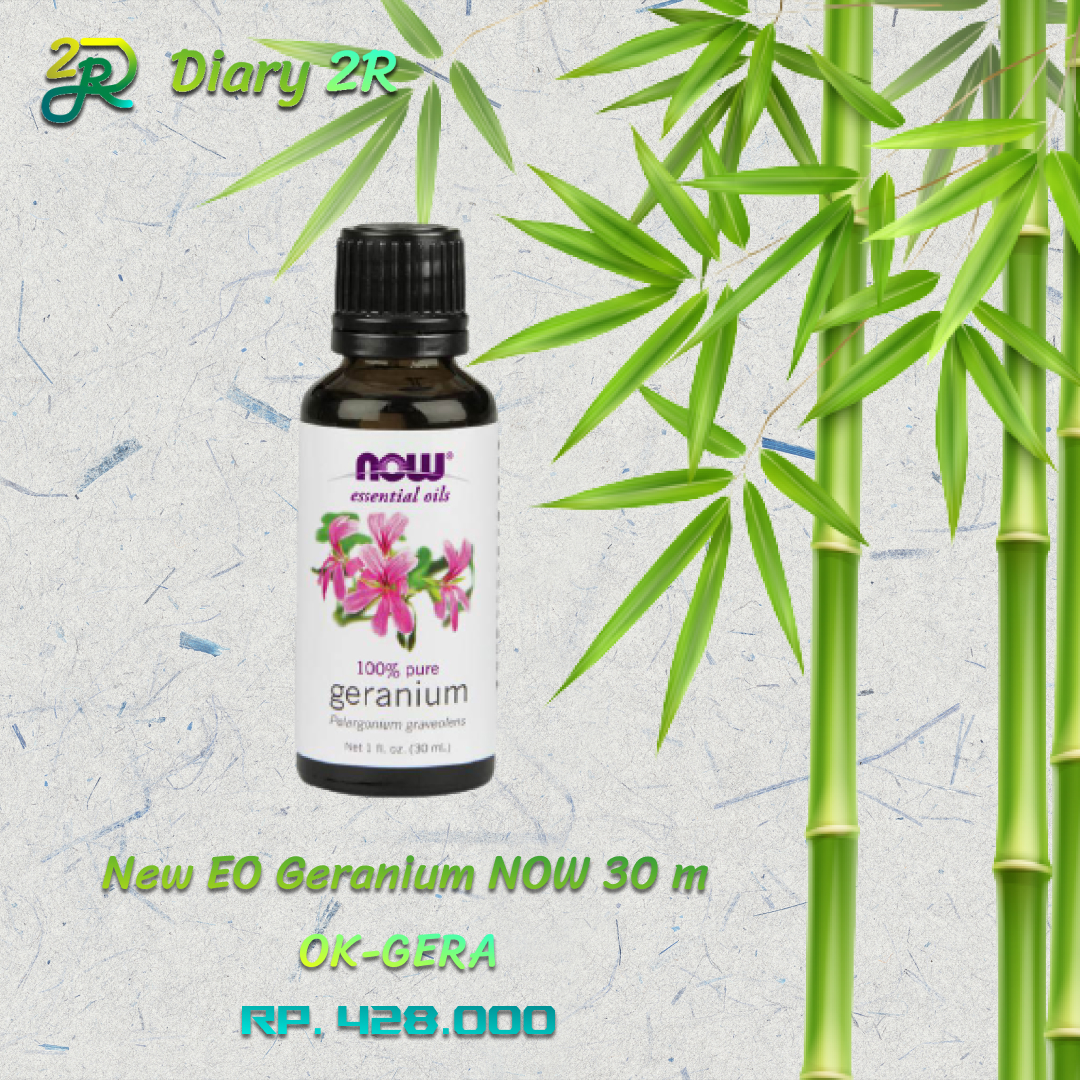 2R Diary 2R
NOW®
essential oils
100% pure
geranium
Pelargonium graveolens
Net 1 fl. oz. (30 mL)
New EO Geranium NOW 30 m
OK-GERA
RP. 428.000